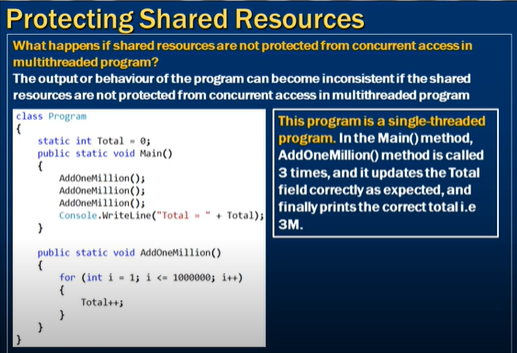 Protecting Shared Resources
What happens if shared resources are not protected from concurrent access in
multithreaded program?
The output or behaviour of the program can become inconsistent if the shared
resources are not protected from concurrent access in multithreaded program
class Program
{
    static int Total = 0;
    public static void Main()
    {
        AddOneMillion();
        AddOneMillion();
        AddOneMillion();
        Console.WriteLine("Total = " + Total);
    }

    public static void AddOneMillion()
    {
        for (int i = 1; i <= 1000000; i++)
        {
            Total++;
        }
    }
}
This program is a single-threaded
program. In the Main() method,
AddOneMillion() method is called
3 times, and it updates the Total
field correctly as expected, and
finally prints the correct total i.e
3M.